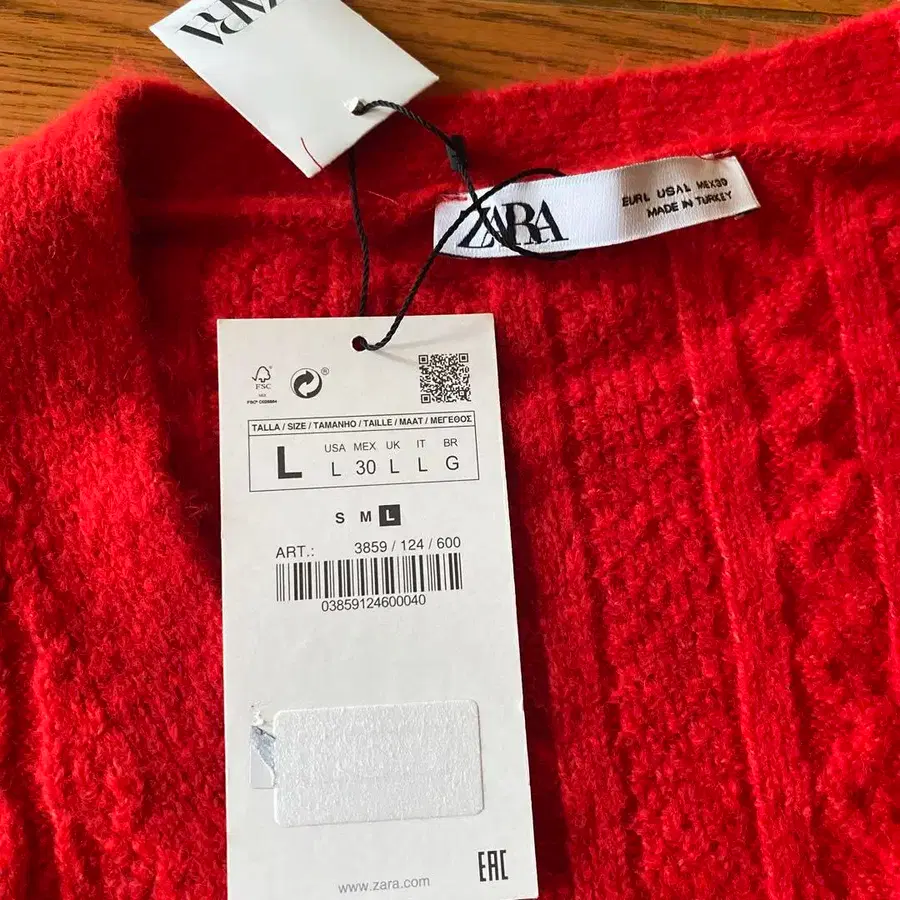 ZARA
ZARA
EUR L USA L MEX 30
MADE IN TURKEY
FSC
®
TALLA / SIZE / TAMANHO / TAILLE / MAAT / ΜΕΓΕΘΟΣ
L
USA MEX UK IT BR
L 30 L L G
S M L
ART.: 3859 / 124 / 600
03859124600040
www.zara.com
EAC